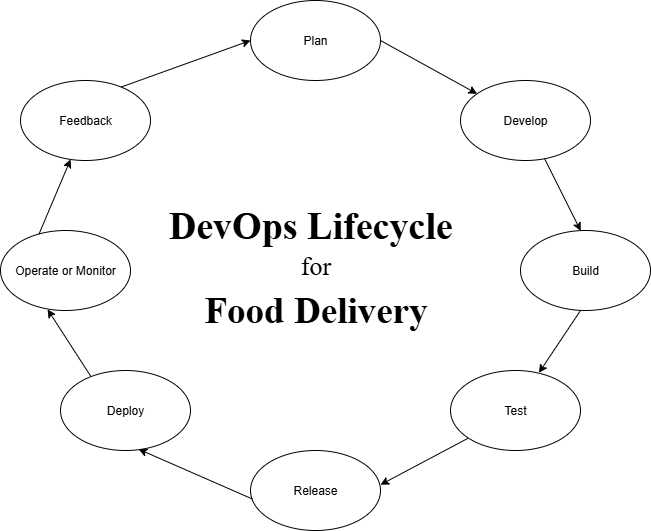 Plan
Feedback
Develop
DevOps Lifecycle
for
Food Delivery
Operate or Monitor
Build
Deploy
Test
Release